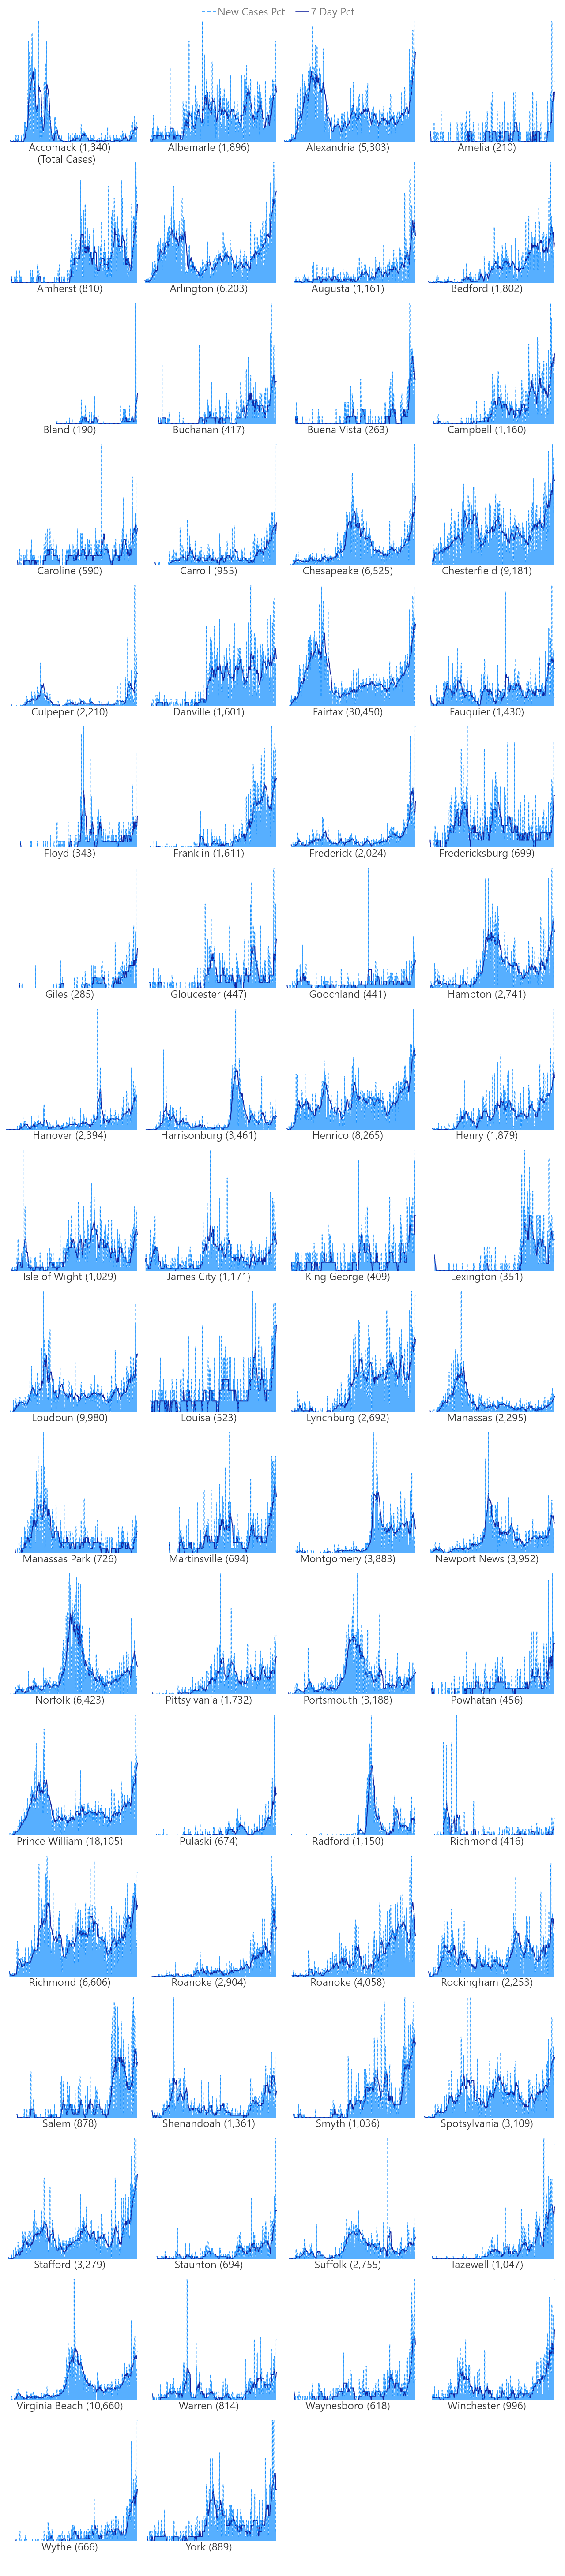 New Cases Pct 7 Day Pct
Accomack (1,340) Albemarle (1,896) Alexandria (5,303) Amelia (210)
(Total Cases)
Amherst (810) Arlington (6,203) Augusta (1,161) Bedford (1,802)
Bland (190) Buchanan (417) Buena Vista (263) Campbell (1,160)
Caroline (590) Carroll (955) Chesapeake (6,525) Chesterfield (9,181)
Culpeper (2,210) Danville (1,601) Fairfax (30,450) Fauquier (1,430)
Floyd (343) Franklin (1,611) Frederick (2,024) Fredericksburg (699)
Giles (285) Gloucester (447) Goochland (441) Hampton (2,741)
Hanover (2,394) Harrisonburg (3,461) Henrico (8,265) Henry (1,879)
Isle of Wight (1,029) James City (1,171) King George (409) Lexington (351)
Loudoun (9,980) Louisa (523) Lynchburg (2,692) Manassas (2,295)
Manassas Park (726) Martinsville (694) Montgomery (3,883) Newport News (3,952)
Norfolk (6,423) Pittsylvania (1,732) Portsmouth (3,188) Powhatan (456)
Prince William (18,105) Pulaski (674) Radford (1,150) Richmond (416)
Richmond (6,606) Roanoke (2,904) Roanoke (4,058) Rockingham (2,253)
Salem (878) Shenandoah (1,361) Smyth (1,036) Spotsylvania (3,109)
Stafford (3,279) Staunton (694) Suffolk (2,755) Tazewell (1,047)
Virginia Beach (10,660) Warren (814) Waynesboro (618) Winchester (996)
Wythe (666) York (889)